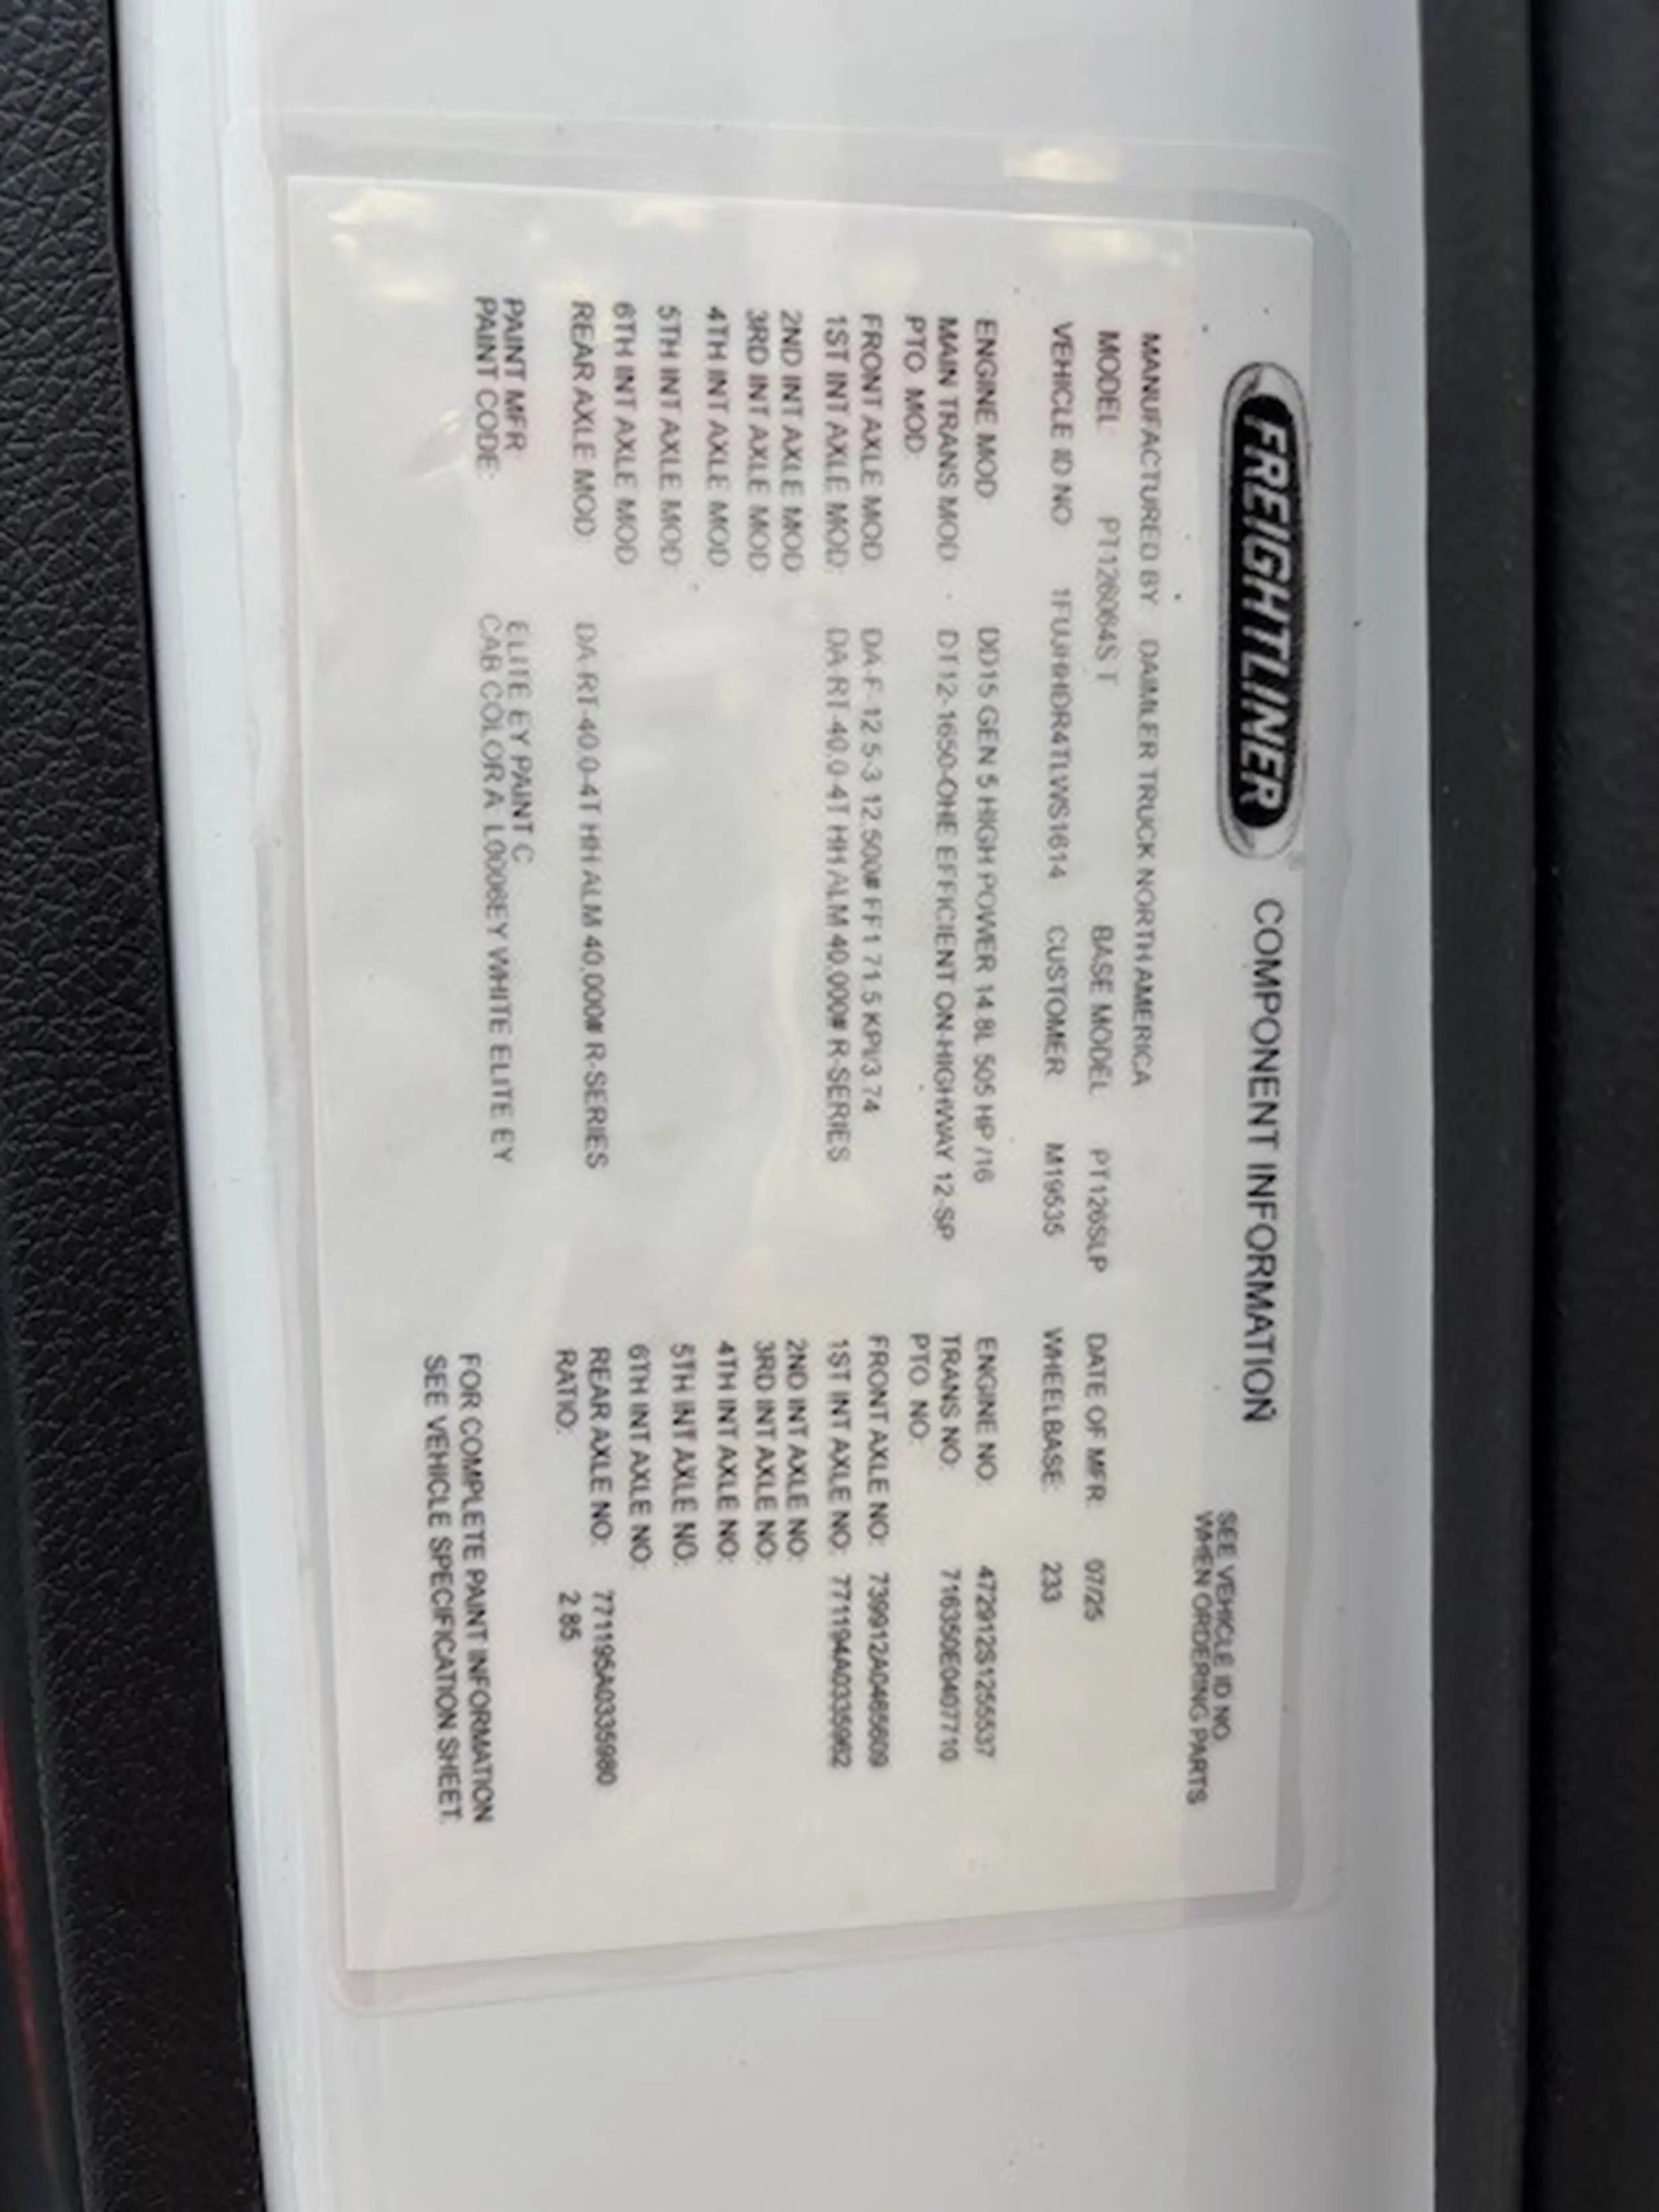 FREIGHTLINER® COMPONENT INFORMATION
SEE VEHICLE ID NO
WHEN ORDERING PARTS
MANUFACTURED BY DAIMLER TRUCK NORTH AMERICA
MODEL: PT126064S T BASE MODEL PT126SLP DATE OF MFR: 07/25
VEHICLE ID NO 1FUJHHDR4TLWS1614 CUSTOMER M19535 WHEELBASE: 233
ENGINE MOD DD15 GEN 5 HIGH POWER 14.8L 505 HP /16 ENGINE NO: 472912S1255537
MAIN TRANS MOD DT12-1650-OHE EFFICIENT ON-HIGHWAY 12-SP TRANS NO: 716350E0407710
PTO MOD: PTO NO:
FRONT AXLE MOD DA-F-12.5-3 12,500# FF1 71.5 KPI/3.74 FRONT AXLE NO: 739912A0465609
1ST INT AXLE MOD: DA-RT-40.0-4T HH ALM 40,000# R-SERIES 1ST INT AXLE NO: 771194A0335982
2ND INT AXLE MOD: 2ND INT AXLE NO:
3RD INT AXLE MOD: 3RD INT AXLE NO:
4TH INT AXLE MOD 4TH INT AXLE NO:
5TH INT AXLE MOD 5TH INT AXLE NO:
6TH INT AXLE MOD 6TH INT AXLE NO:
REAR AXLE MOD: DA-RT-40.0-4T HH ALM 40,000# R-SERIES REAR AXLE NO: 771195A0335980
RATIO: 2.85
PAINT MFR ELITE EY PAINT C FOR COMPLETE PAINT INFORMATION
PAINT CODE: CAB COLOR A: L0006EY WHITE ELITE EY SEE VEHICLE SPECIFICATION SHEET.